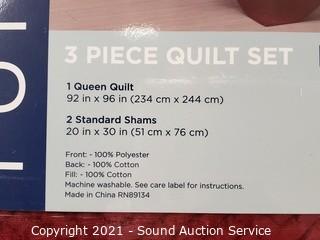 3 PIECE QUILT SET
1 Queen Quilt
92 in x 96 in (234 cm x 244 cm)
2 Standard Shams
20 in x 30 in (51 cm x 76 cm)
Front: - 100% Polyester
Back: - 100% Cotton
Fill: - 100% Cotton
Machine washable. See care label for instructions.
Made in China RN89134
Copyright 2021 - Sound Auction Service